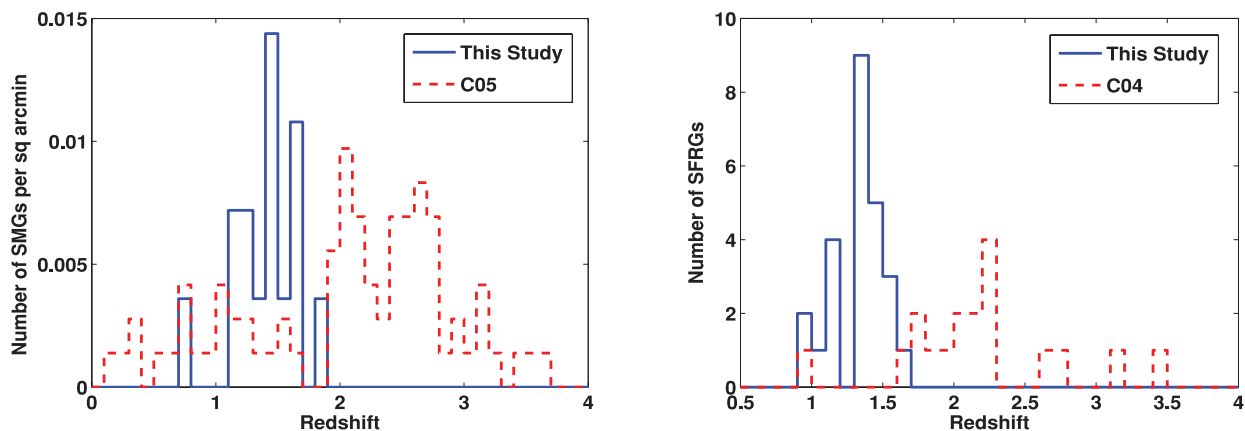 Number of SMGs per sq arcmin
0.015
0.01
0.005
0
This Study
C05
0 1 2 3 4
Redshift
Number of SFRGs
10
8
6
4
2
0
This Study
C04
0.5 1 1.5 2 2.5 3 3.5 4
Redshift